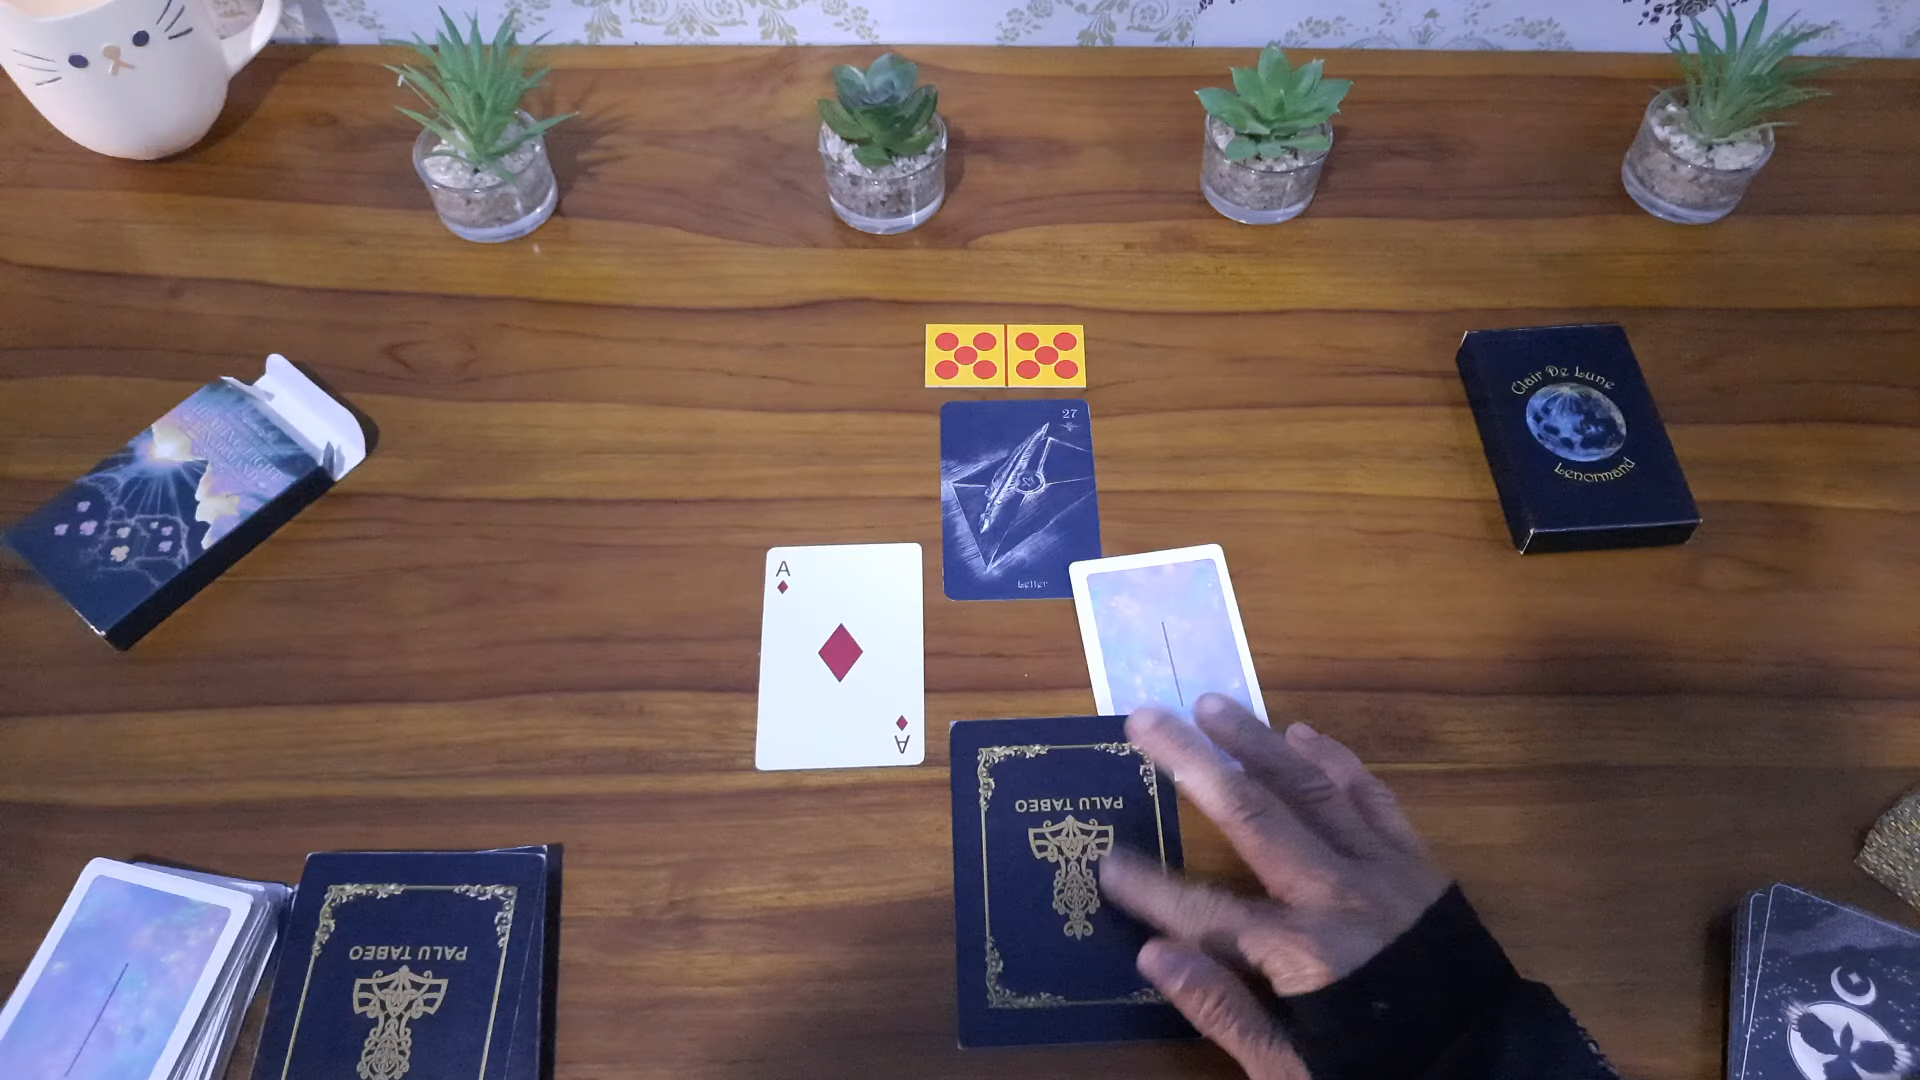 27
Letter
Clair De Lune
Lenormand
A
A
PALU TABEO
PALU TABEO